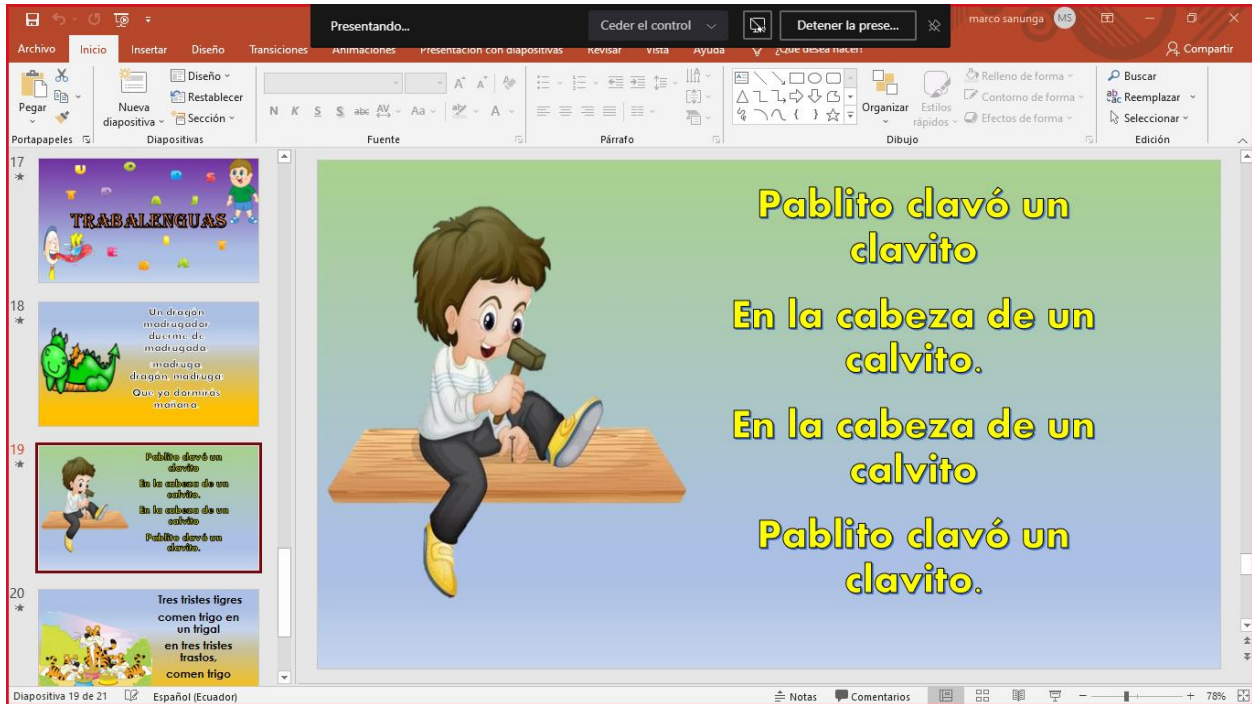 Presentando...
Ceder el control
Detener la prese...
marco sanunga
MS
Archivo Inicio Insertar Diseño Transiciones Animaciones Presentación con diapositivas Revisar Vista Ayuda ¿Qué desea hacer?
Compartir
Pegar
Nueva
diapositiva
Diseño
Restablecer
Sección
N K S S abc AV Aa A
Organizar
Estilos
rápidos
Relleno de forma
Contorno de forma
Efectos de forma
Buscar
Reemplazar
Seleccionar
Portapapeles Diapositivas Fuente Párrafo Dibujo Edición
17
TRABALENGUAS
18
Un dragón
madrugador
duerme de
madrugada.
madruga,
dragón, madruga:
Que ya dormirás
mañana.
19
Pablito clavó un
clavito
En la cabeza de un
calvito.
En la cabeza de un
calvito
Pablito clavó un
clavito.
20
Tres tristes tigres
comen trigo en
un trigal
en tres tristes
trastos,
comen trigo
Pablito clavó un
clavito
En la cabeza de un
calvito.
En la cabeza de un
calvito
Pablito clavó un
clavito.
Diapositiva 19 de 21 Español (Ecuador) Notas Comentarios 78%